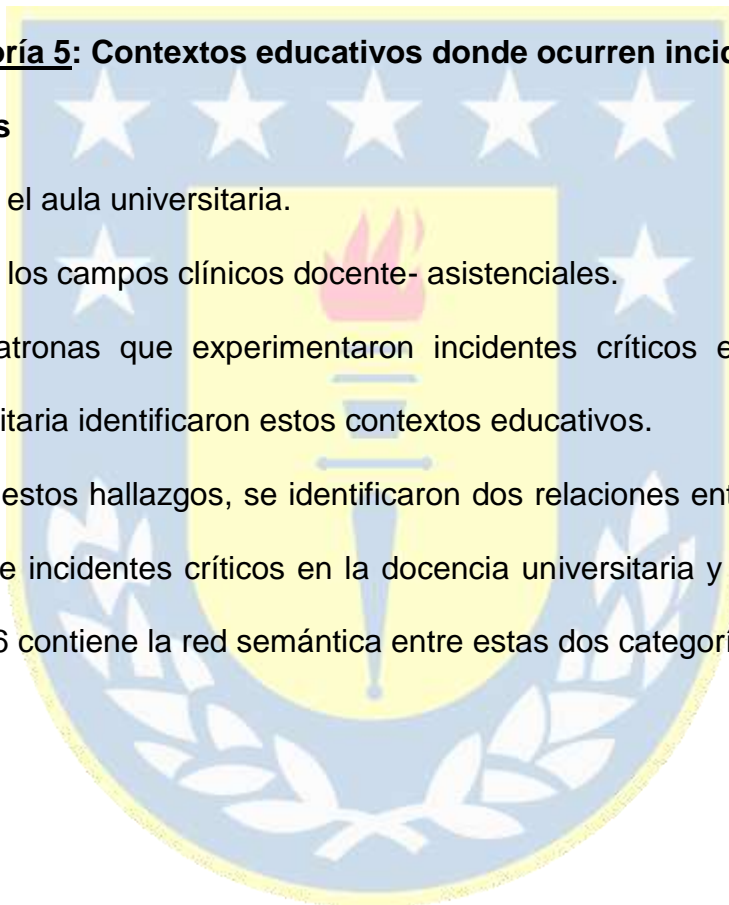 oría 5: Contextos educativos donde ocurren incid
s
el aula universitaria.
los campos clínicos docente- asistenciales.
atronas que experimentaron incidentes críticos e
itaria identificaron estos contextos educativos.
estos hallazgos, se identificaron dos relaciones ent
e incidentes críticos en la docencia universitaria y
6 contiene la red semántica entre estas dos categorí